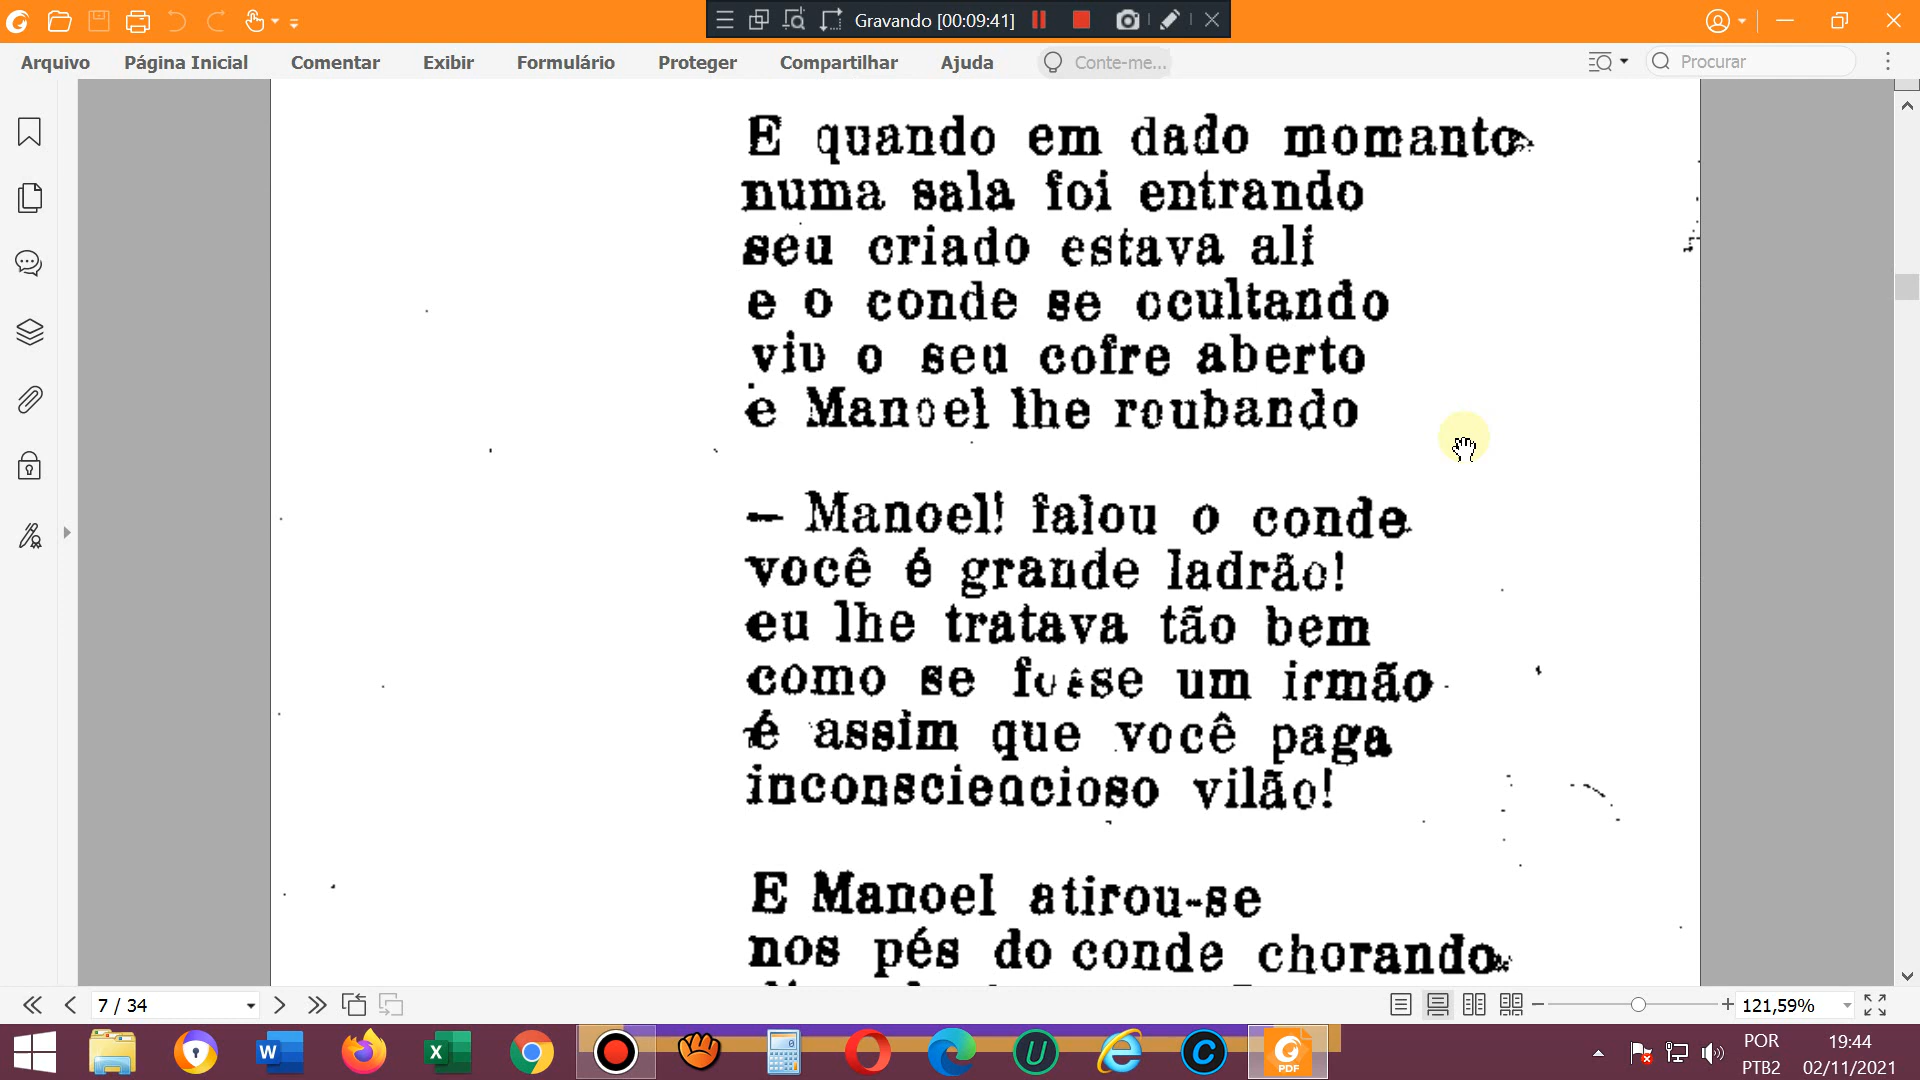 Gravando [00:09:41]
Arquivo Página Inicial Comentar Exibir Formulário Proteger Compartilhar Ajuda Conte-me... Procurar
E quando em dado momanto
numa sala foi entrando
seu criado estava alí
e o conde se ocultando
viu o seu cofre aberto
e Manoel lhe roubando
— Manoel! falou o conde
você é grande ladrão!
eu lhe tratava tão bem
como se fosse um irmão
é assim que você paga
inconsciencioso vilão!
E Manoel atirou-se
nos pés do conde chorando
7 / 34
121,59%
POR 19:44
PTB2 02/11/2021